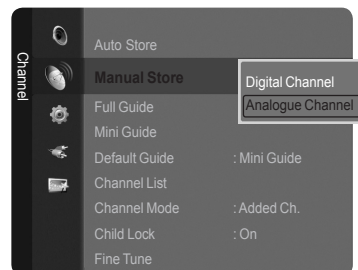 Channel
Auto Store
Manual Store
Digital Channel
Analogue Channel
Full Guide
Mini Guide
Default Guide : Mini Guide
Channel List
Channel Mode : Added Ch.
Child Lock : On
Fine Tune